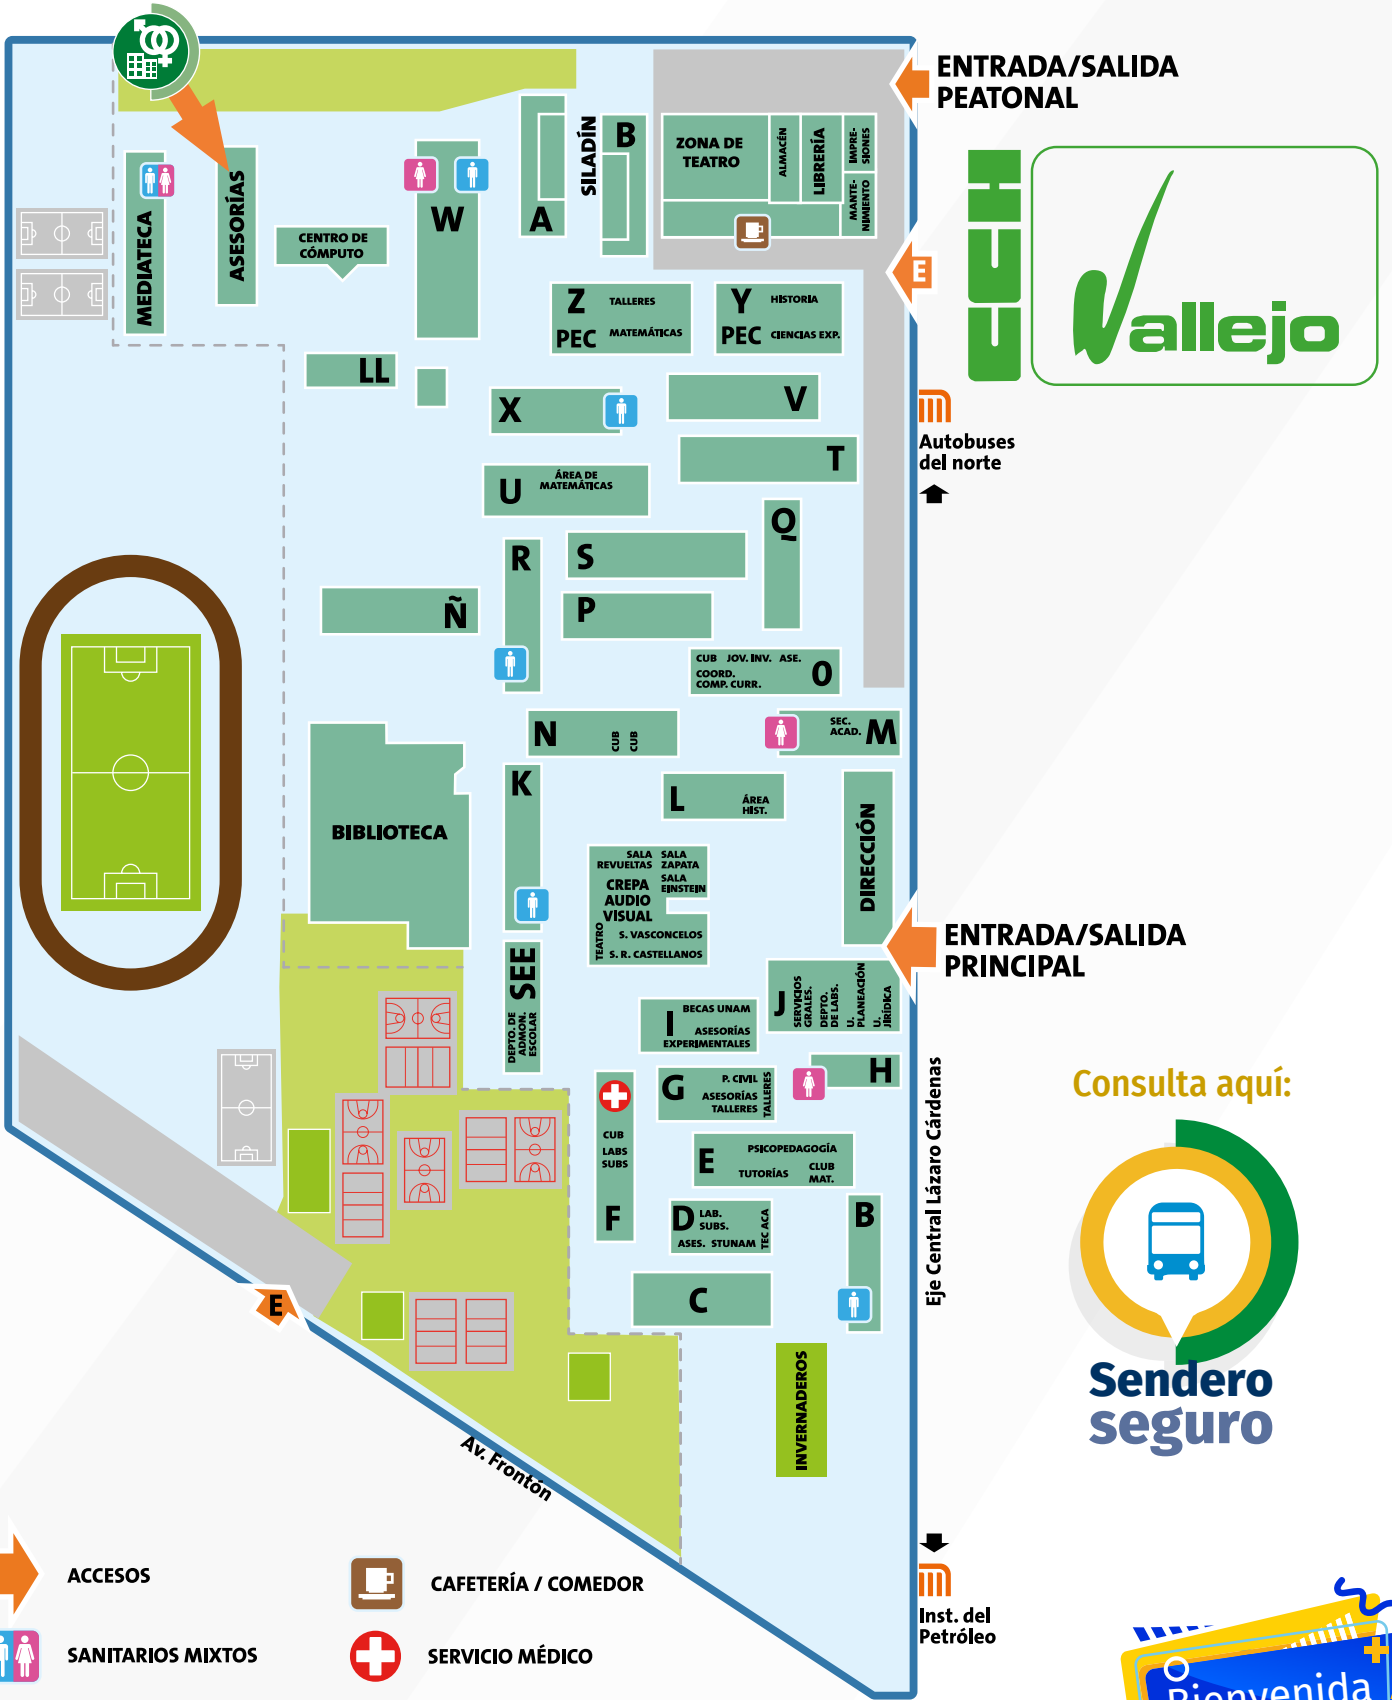 ENTRADA/SALIDA
PEATONAL
CCH
Vallejo
MEDIATECA
ASESORÍAS
CENTRO DE
CÓMPUTO
W
A
SILADÍN
B
ZONA DE
TEATRO
ALMACÉN
LIBRERÍA
IMPRE-
SIONES
MANTE-
NIMIENTO
E
Z
TALLERES
PEC
MATEMÁTICAS
Y
HISTORIA
PEC
CIENCIAS EXP.
LL
X
V
Autobuses
del norte
T
U
ÁREA DE
MATEMÁTICAS
Q
R
S
Ñ
P
CUB JOV. INV. ASE.
COORD.
COMP. CURR.
O
N
CUB
CUB
SEC.
ACAD.
M
K
L
ÁREA
HIST.
BIBLIOTECA
DIRECCIÓN
SALA
REVUELTAS
SALA
ZAPATA
SALA
EINSTEIN
CREPA
AUDIO
VISUAL
TEATRO
S. VASCONCELOS
S. R. CASTELLANOS
ENTRADA/SALIDA
PRINCIPAL
SEE
DEPTO. DE
ADMON.
ESCOLAR
J
SERVICIOS
GRALES.
DEPTO.
DE LABS.
U.
PLANEACIÓN
U.
JIRÍDICA
I
BECAS UNAM
ASESORÍAS
EXPERIMENTALES
H
G
P. CIVIL
ASESORÍAS
TALLERES
TALLERES
Eje Central Lázaro Cárdenas
Consulta aquí:
CUB
LABS
SUBS
F
E
PSICOPEDAGOGÍA
TUTORÍAS
CLUB
MAT.
D
LAB.
SUBS.
ASES. STUNAM
TEC ACA
B
C
E
INVERNADEROS
Sendero
seguro
Av. Frontón
ACCESOS
CAFETERÍA / COMEDOR
SANITARIOS MIXTOS
SERVICIO MÉDICO
Inst. del
Petróleo
Bienvenida